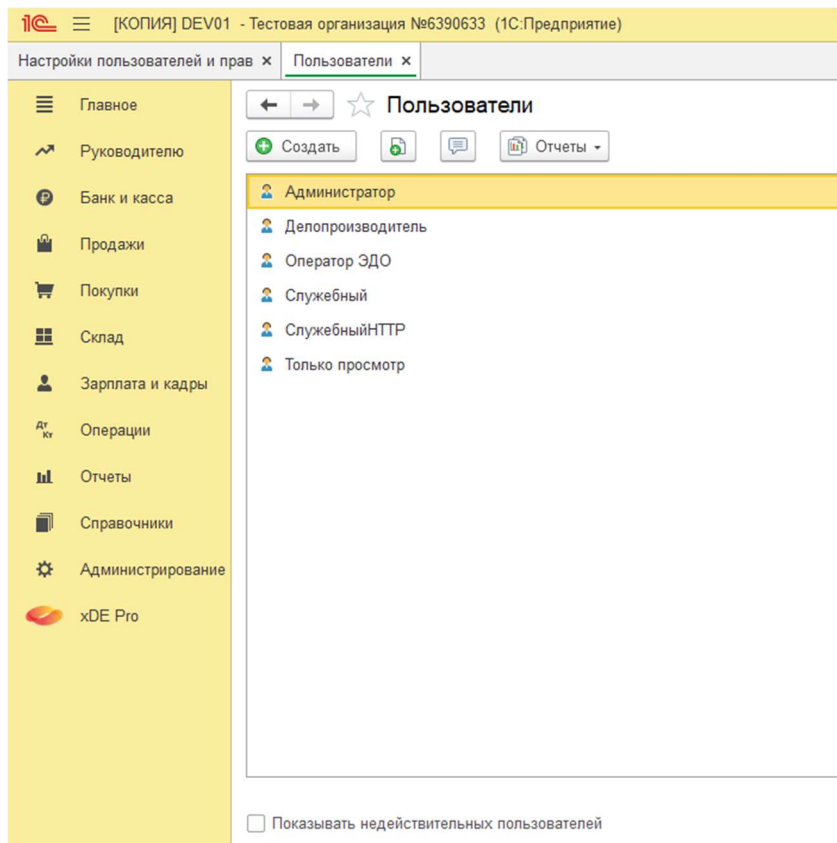 1С [КОПИЯ] DEV01 - Тестовая организация №6390633 (1С:Предприятие)
Настройки пользователей и прав × Пользователи ×
Главное
Руководителю
Банк и касса
Продажи
Покупки
Склад
Зарплата и кадры
Дт Кт Операции
Отчеты
Справочники
Администрирование
xDE Pro
Пользователи
Создать Отчеты
Администратор
Делопроизводитель
Оператор ЭДО
Служебный
СлужебныйHTTP
Только просмотр
Показывать недействительных пользователей